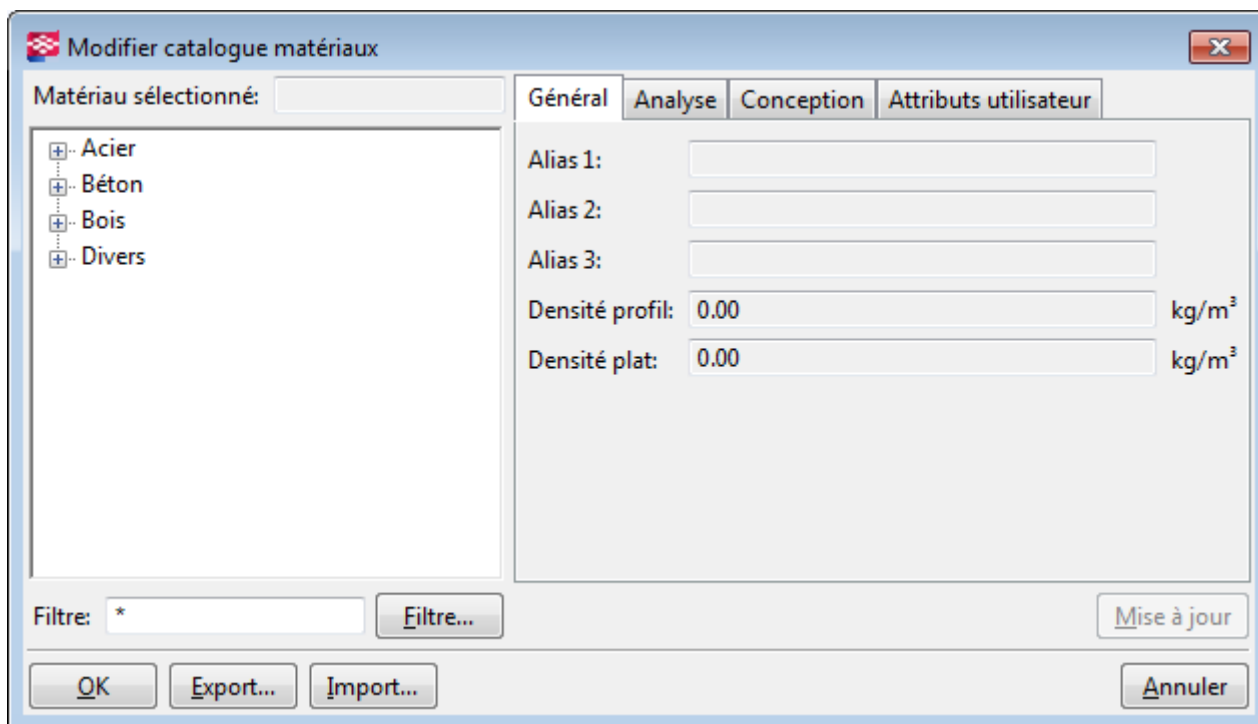 Modifier catalogue matériaux
Matériau sélectionné:
Acier
Béton
Bois
Divers
Filtre: * Filtre...
Général Analyse Conception Attributs utilisateur
Alias 1:
Alias 2:
Alias 3:
Densité profil: 0.00 kg/m³
Densité plat: 0.00 kg/m³
Mise à jour
OK Export... Import... Annuler